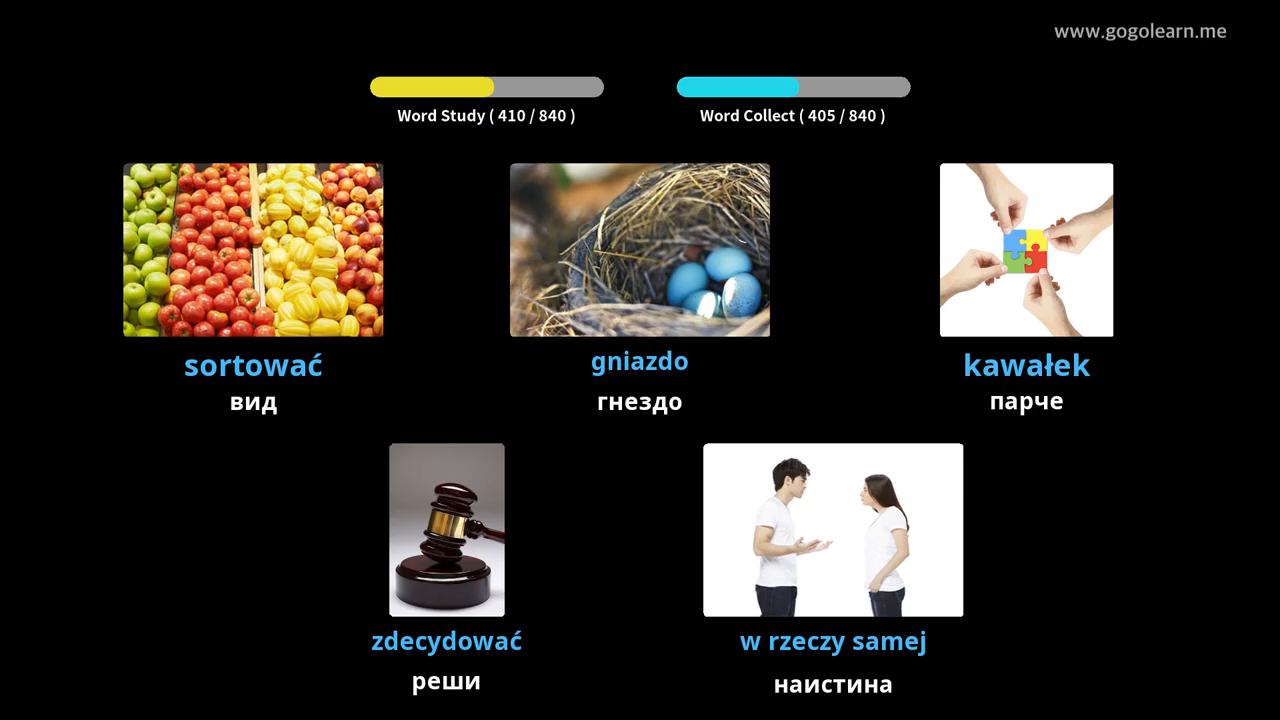 www.gogolearn.me
Word Study ( 410 / 840 )
Word Collect ( 405 / 840 )
sortować
вид
gniazdo
гнездо
kawałek
парче
zdecydować
реши
w rzeczy samej
наистина